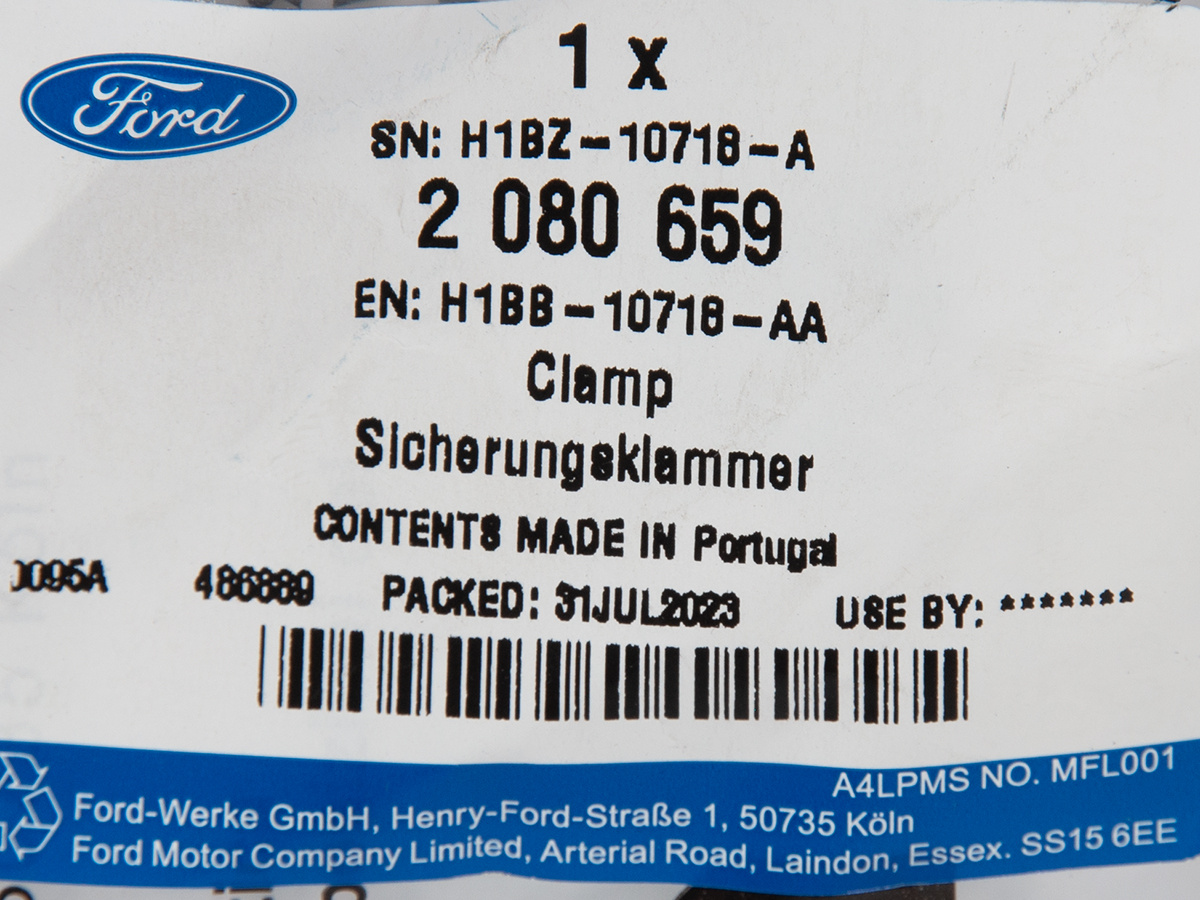 Ford
1 x
SN: H1BZ-10718-A
2 080 659
EN: H1BB-10718-AA
Clamp
Sicherungsklammer
CONTENTS MADE IN Portugal
486889 PACKED: 31JUL2023 USE BY: *******
A4LPMS NO. MFL001
Ford-Werke GmbH, Henry-Ford-Straße 1, 50735 Köln
Ford Motor Company Limited, Arterial Road, Laindon, Essex. SS15 6EE